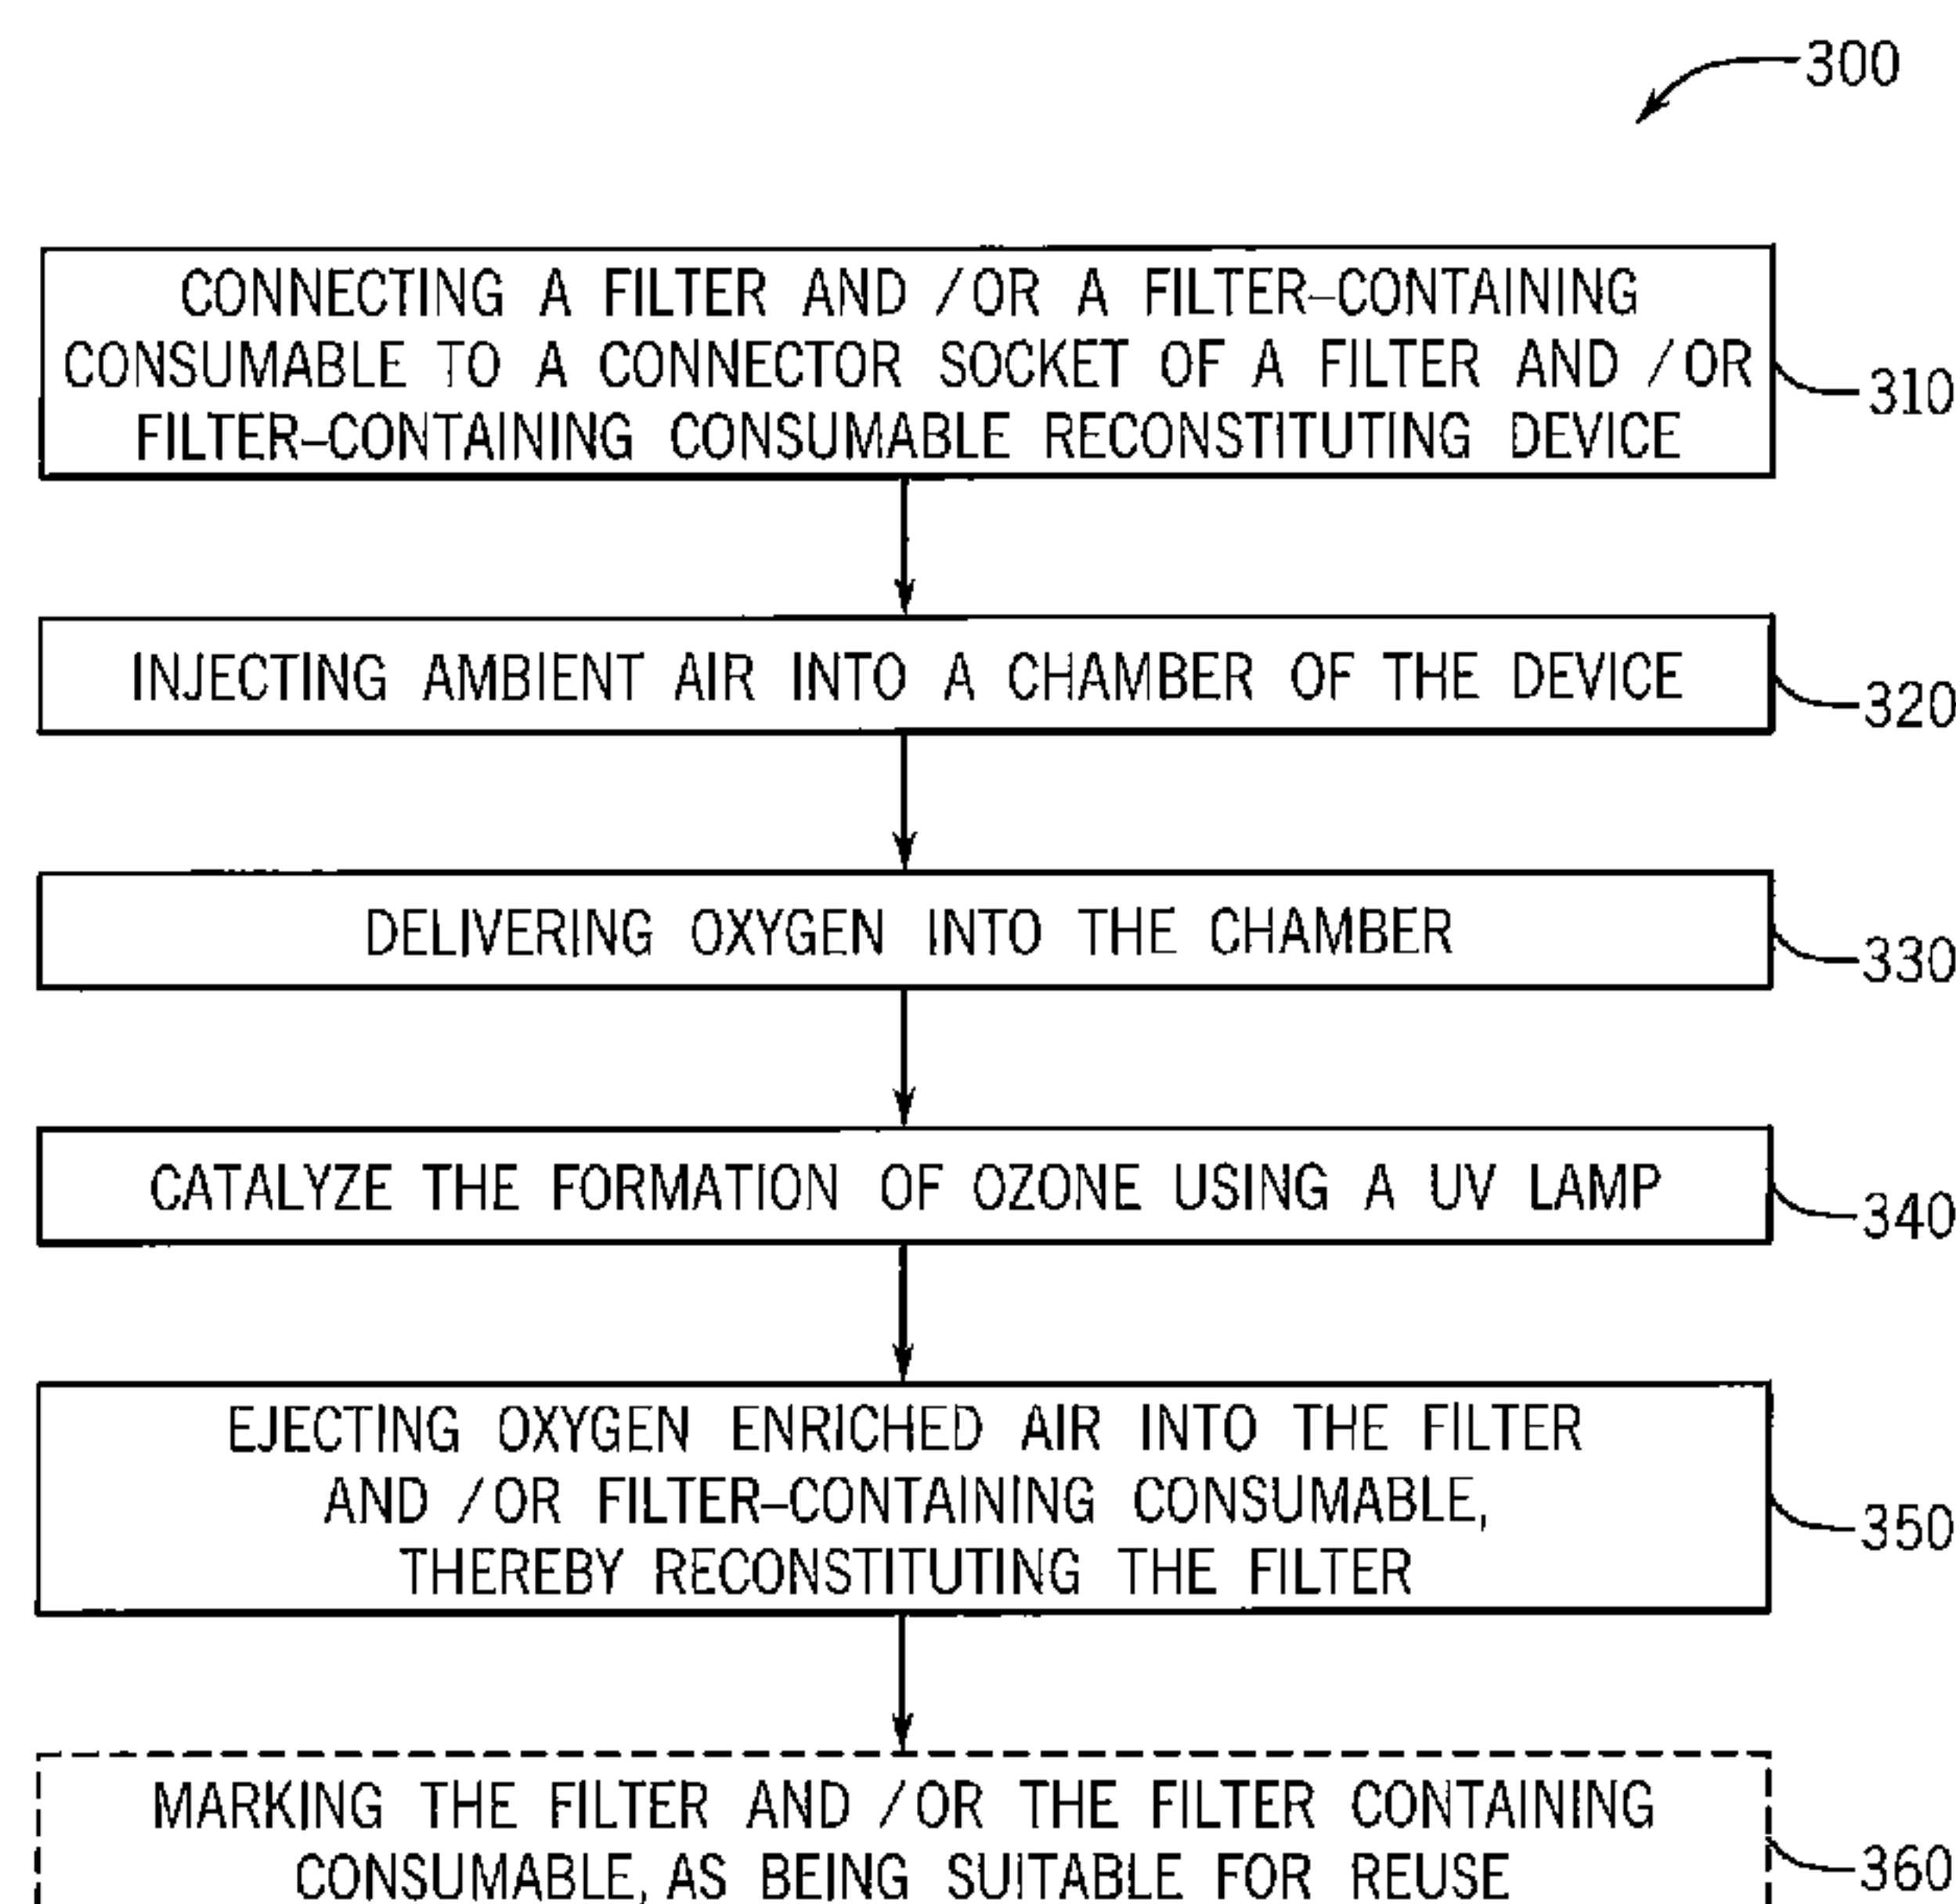 300
CONNECTING A FILTER AND /OR A FILTER-CONTAINING
CONSUMABLE TO A CONNECTOR SOCKET OF A FILTER AND /OR
FILTER-CONTAINING CONSUMABLE RECONSTITUTING DEVICE
310
INJECTING AMBIENT AIR INTO A CHAMBER OF THE DEVICE
320
DELIVERING OXYGEN INTO THE CHAMBER
330
CATALYZE THE FORMATION OF OZONE USING A UV LAMP
340
EJECTING OXYGEN ENRICHED AIR INTO THE FILTER
AND /OR FILTER-CONTAINING CONSUMABLE,
THEREBY RECONSTITUTING THE FILTER
350
MARKING THE FILTER AND /OR THE FILTER CONTAINING
CONSUMABLE, AS BEING SUITABLE FOR REUSE
360